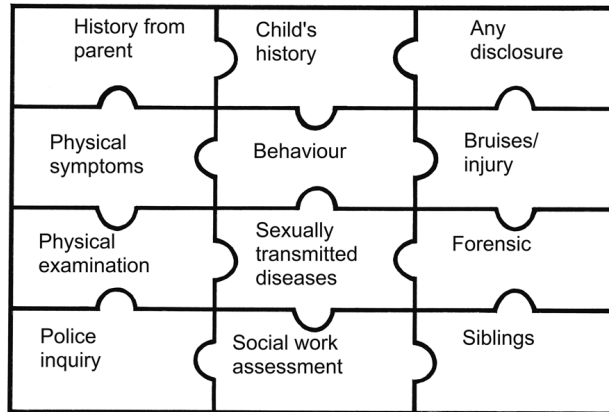 History from
parent
Child's
history
Any
disclosure
Physical
symptoms
Behaviour
Bruises/
injury
Physical
examination
Sexually
transmitted
diseases
Forensic
Police
inquiry
Social work
assessment
Siblings